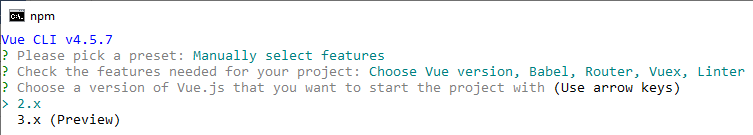 npm
Vue CLI v4.5.7
? Please pick a preset: Manually select features
? Check the features needed for your project: Choose Vue version, Babel, Router, Vuex, Linter
? Choose a version of Vue.js that you want to start the project with (Use arrow keys)
> 2.x
3.x (Preview)